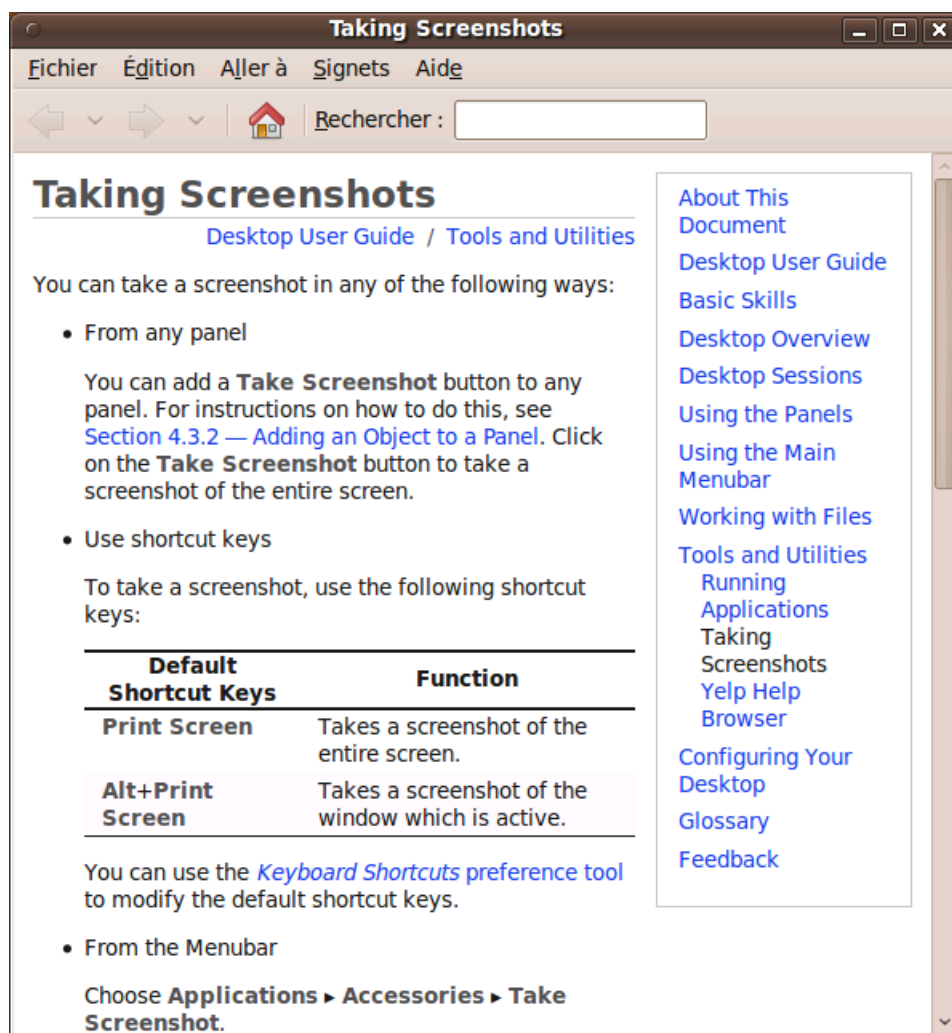 Taking Screenshots
Fichier Édition Aller à Signets Aide
Rechercher :
Taking Screenshots
Desktop User Guide / Tools and Utilities
You can take a screenshot in any of the following ways:
• From any panel
You can add a Take Screenshot button to any
panel. For instructions on how to do this, see
Section 4.3.2 — Adding an Object to a Panel. Click
on the Take Screenshot button to take a
screenshot of the entire screen.
• Use shortcut keys
To take a screenshot, use the following shortcut
keys:
Default
Shortcut Keys
Function
Print Screen
Takes a screenshot of the
entire screen.
Alt+Print
Screen
Takes a screenshot of the
window which is active.
You can use the Keyboard Shortcuts preference tool
to modify the default shortcut keys.
• From the Menubar
Choose Applications ▸ Accessories ▸ Take
Screenshot.
About This
Document
Desktop User Guide
Basic Skills
Desktop Overview
Desktop Sessions
Using the Panels
Using the Main
Menubar
Working with Files
Tools and Utilities
Running
Applications
Taking
Screenshots
Yelp Help
Browser
Configuring Your
Desktop
Glossary
Feedback